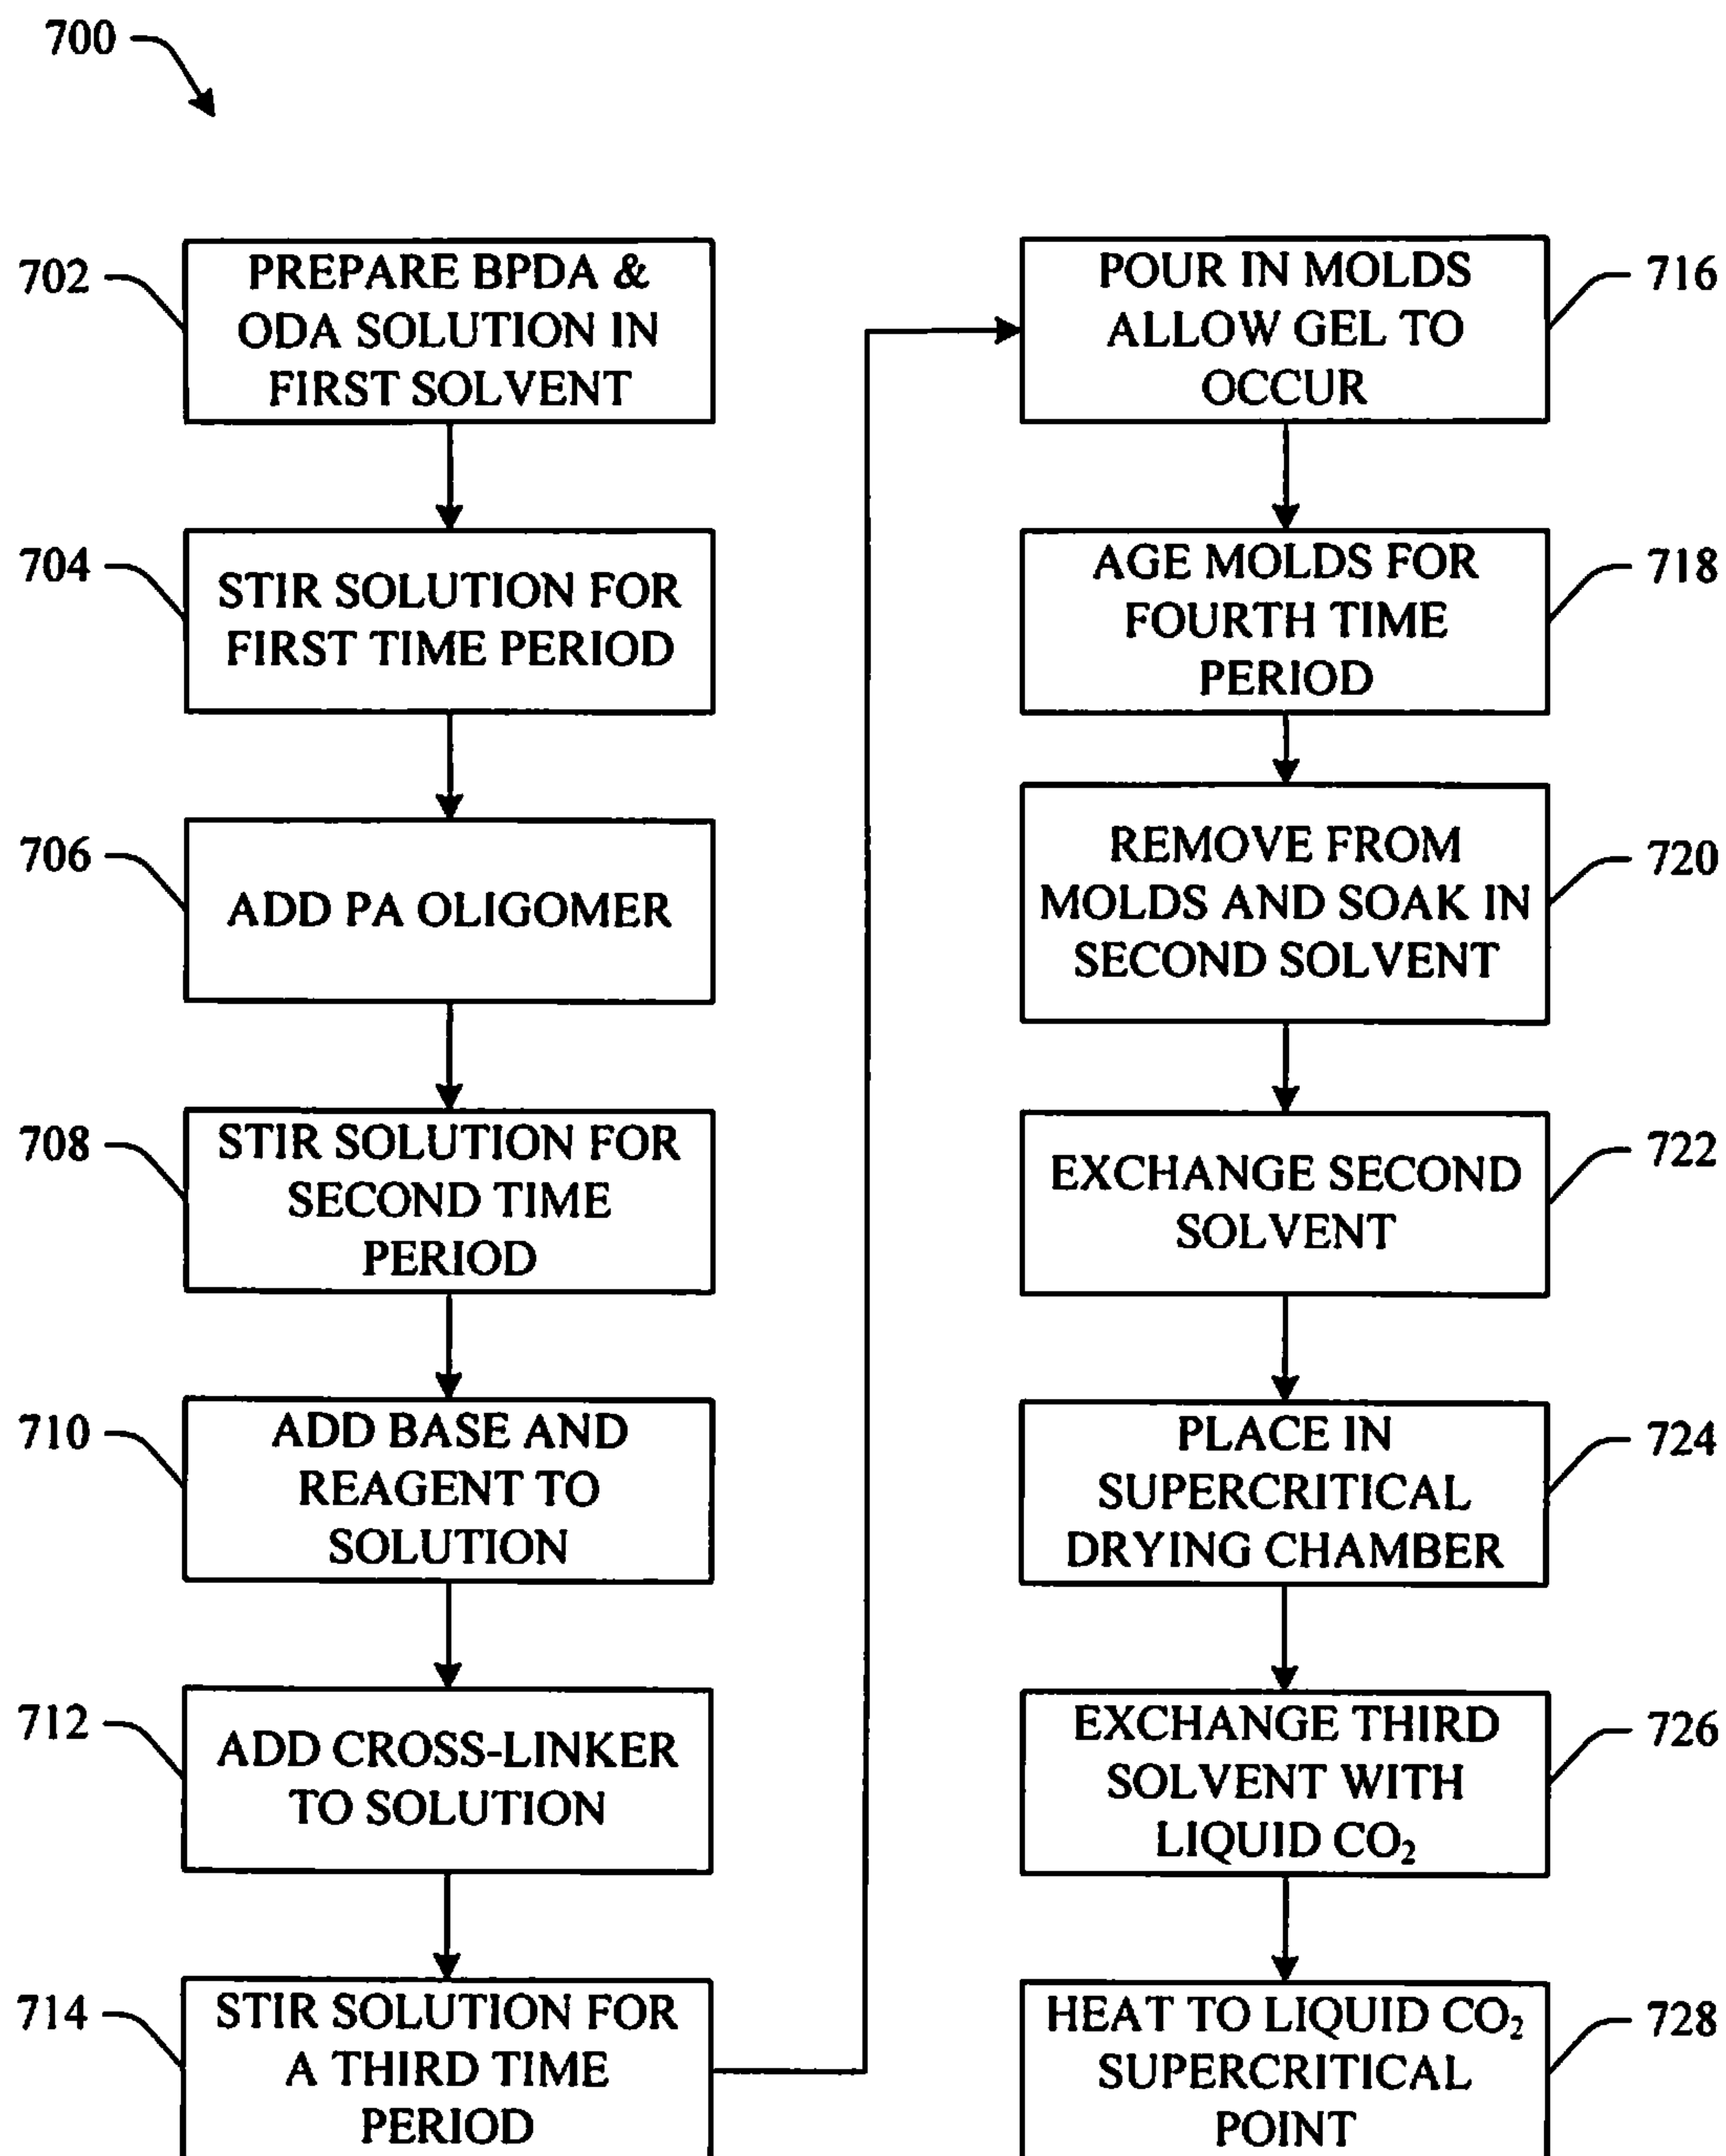 700
702
PREPARE BPDA &
ODA SOLUTION IN
FIRST SOLVENT
704
STIR SOLUTION FOR
FIRST TIME PERIOD
706
ADD PA OLIGOMER
708
STIR SOLUTION FOR
SECOND TIME
PERIOD
710
ADD BASE AND
REAGENT TO
SOLUTION
712
ADD CROSS-LINKER
TO SOLUTION
714
STIR SOLUTION FOR
A THIRD TIME
PERIOD
716
POUR IN MOLDS
ALLOW GEL TO
OCCUR
718
AGE MOLDS FOR
FOURTH TIME
PERIOD
720
REMOVE FROM
MOLDS AND SOAK IN
SECOND SOLVENT
722
EXCHANGE SECOND
SOLVENT
724
PLACE IN
SUPERCRITICAL
DRYING CHAMBER
726
EXCHANGE THIRD
SOLVENT WITH
LIQUID CO₂
728
HEAT TO LIQUID CO₂
SUPERCRITICAL
POINT